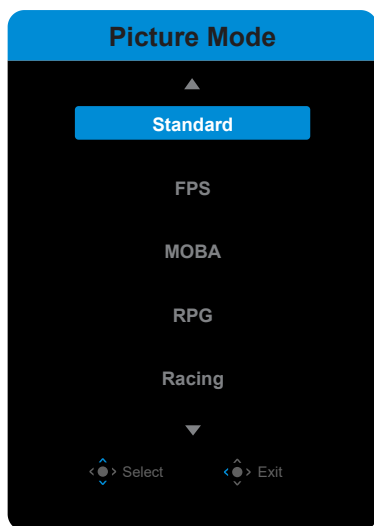 Picture Mode
Standard
FPS
MOBA
RPG
Racing
Select Exit